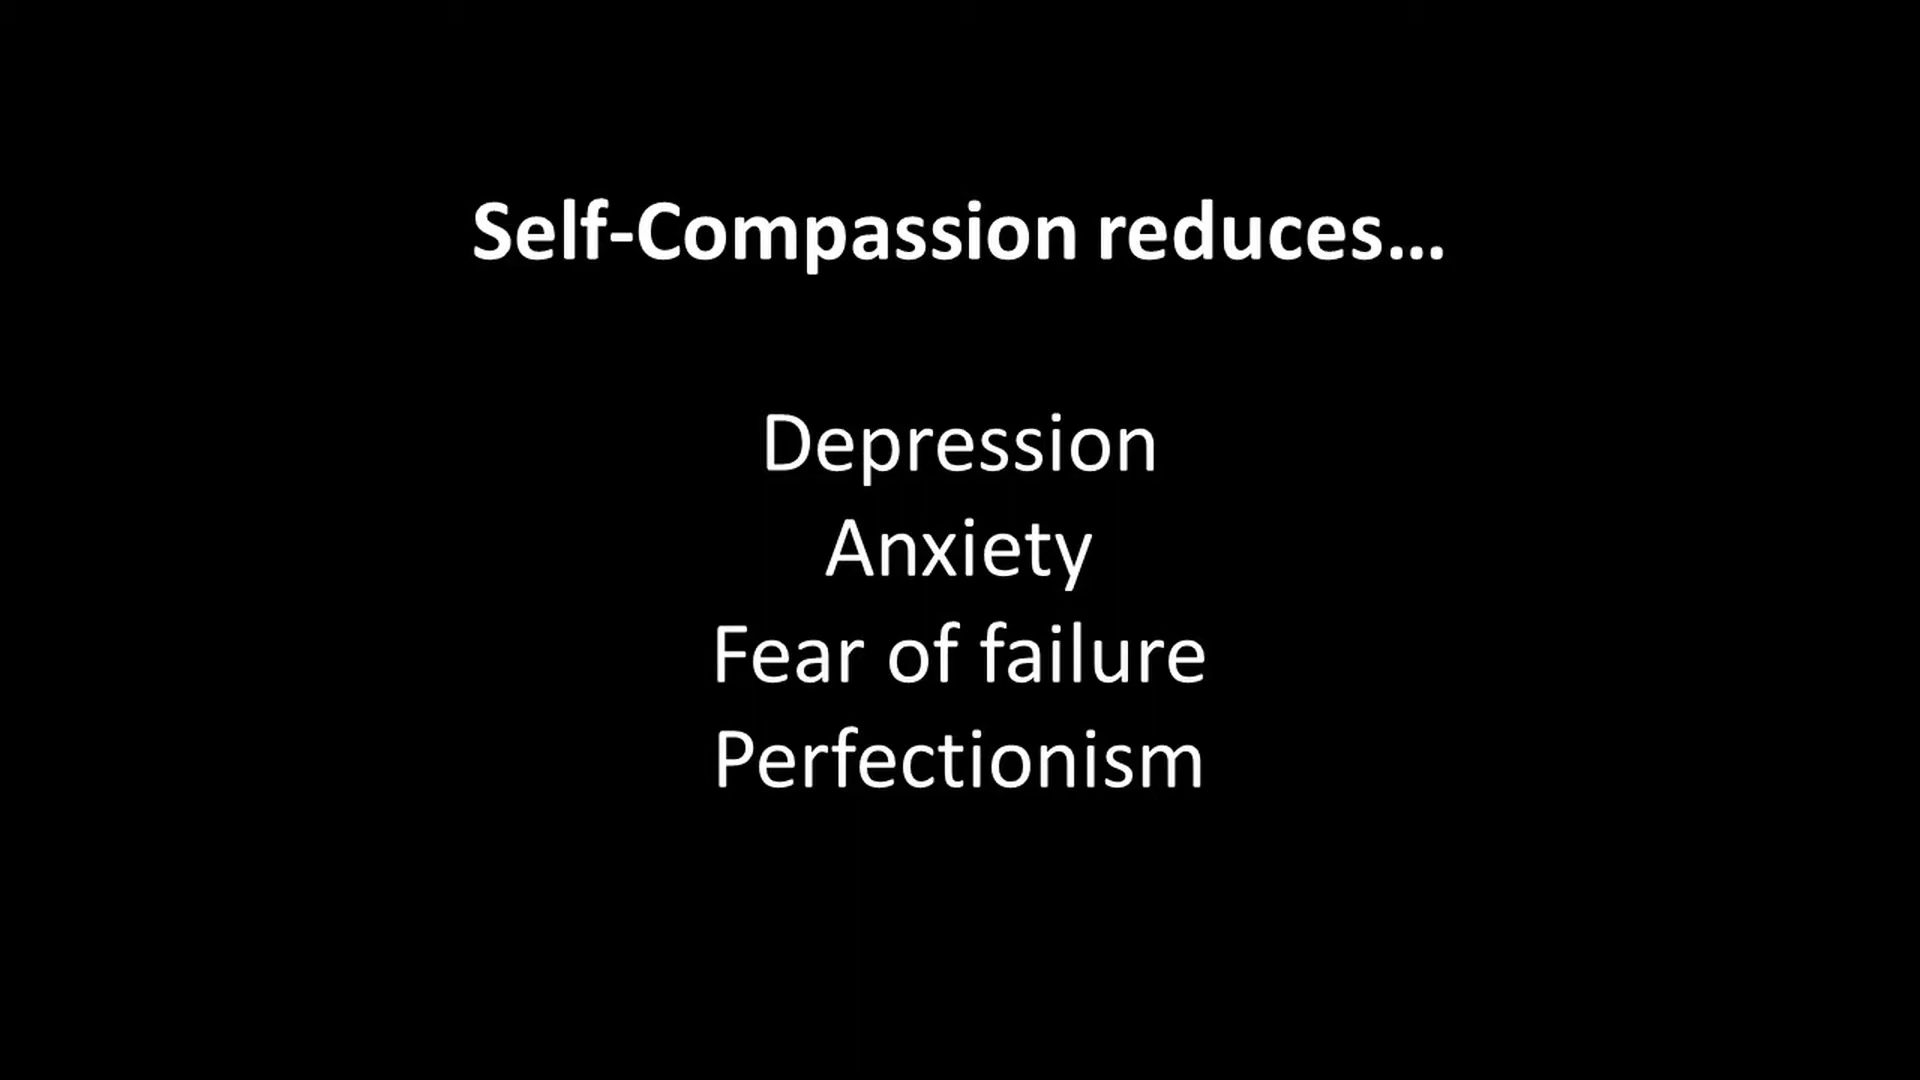 Self-Compassion reduces…
Depression
Anxiety
Fear of failure
Perfectionism